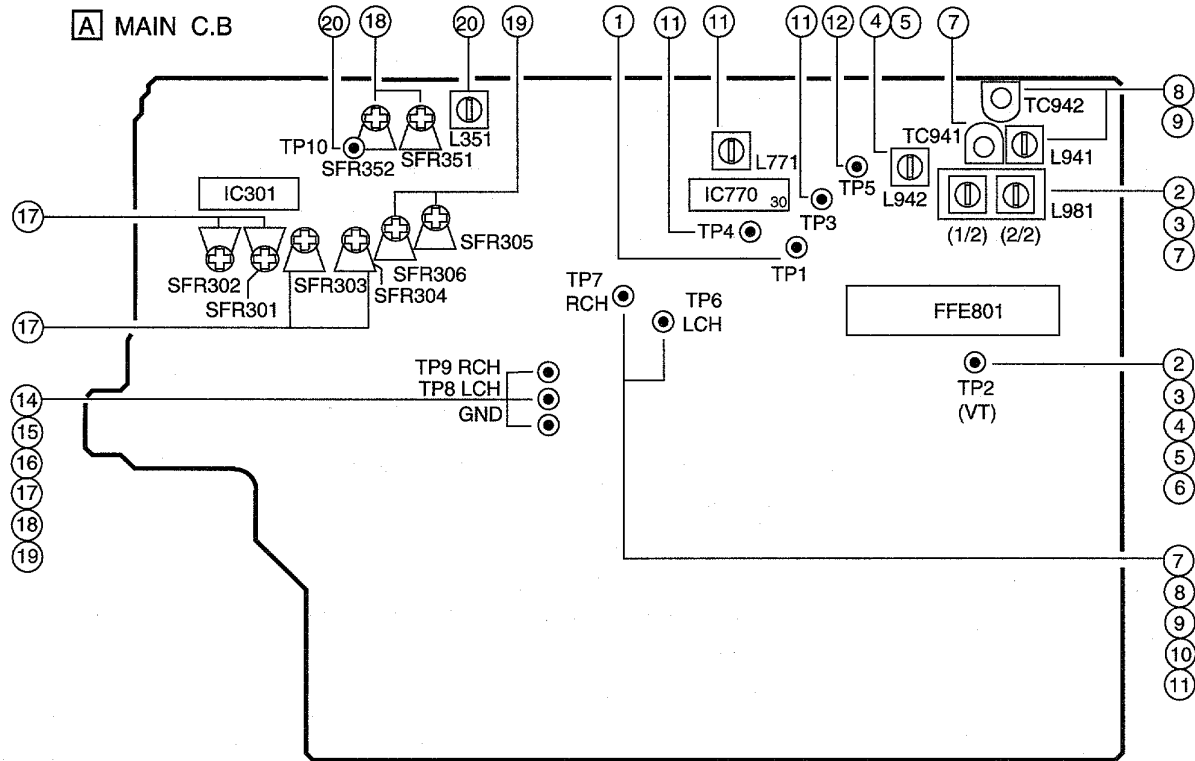 A MAIN C.B
20 18 20 19 1 11 11 11 12 4 5 7
TC942
8
9
TP10
SFR352
SFR351
L351
TC941
L941
L771
TP5
L942
IC301
IC770 30
TP3
L981
(1/2) (2/2)
2
3
7
17
TP4
TP1
SFR305
SFR306
SFR302
SFR301
SFR303
SFR304
17
TP7
RCH
TP6
LCH
FFE801
TP9 RCH
TP8 LCH
GND
TP2
(VT)
2
3
4
5
6
14
15
16
17
18
19
7
8
9
10
11